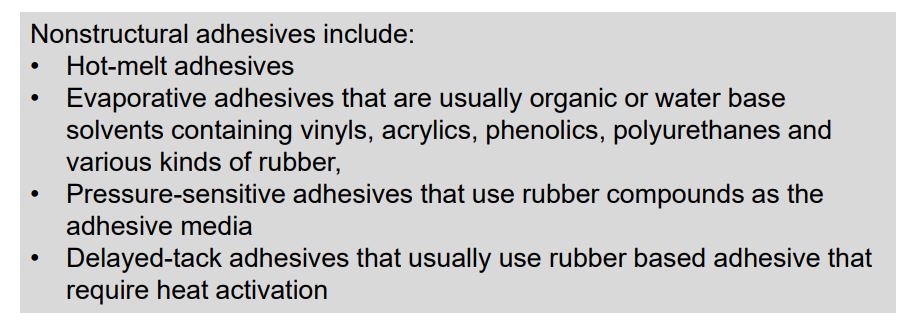 Nonstructural adhesives include:
• Hot-melt adhesives
• Evaporative adhesives that are usually organic or water base
solvents containing vinyls, acrylics, phenolics, polyurethanes and
various kinds of rubber,
• Pressure-sensitive adhesives that use rubber compounds as the
adhesive media
• Delayed-tack adhesives that usually use rubber based adhesive that
require heat activation